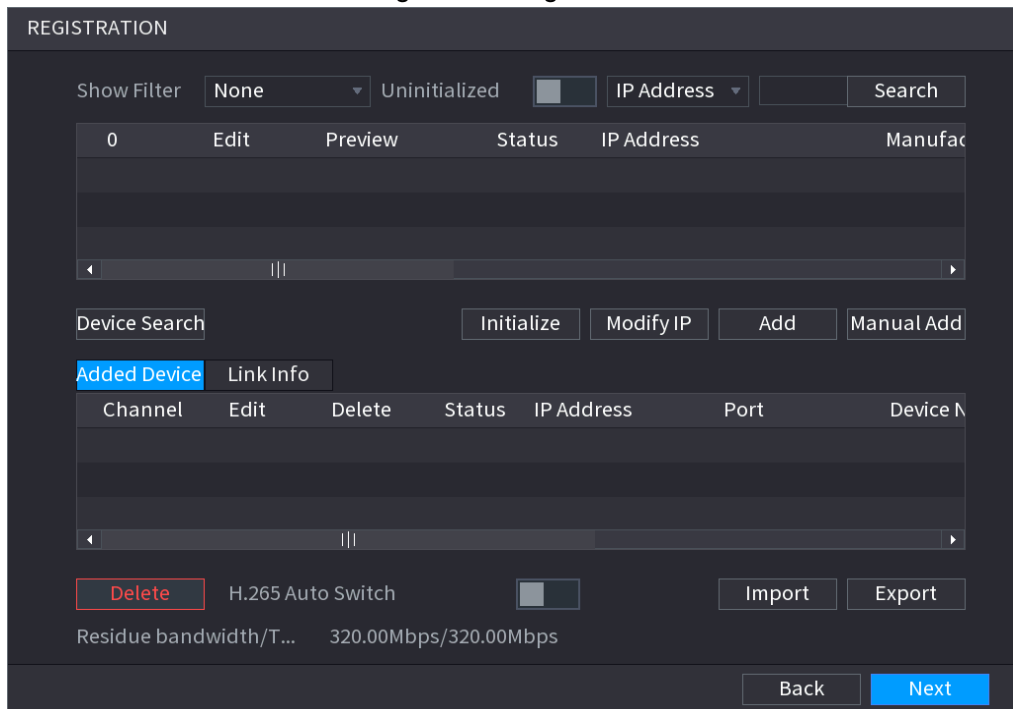 REGISTRATION
Show Filter None Uninitialized IP Address Search
0 Edit Preview Status IP Address Manufac
Device Search Initialize Modify IP Add Manual Add
Added Device Link Info
Channel Edit Delete Status IP Address Port Device N
Delete H.265 Auto Switch Import Export
Residue bandwidth/T... 320.00Mbps/320.00Mbps
Back Next